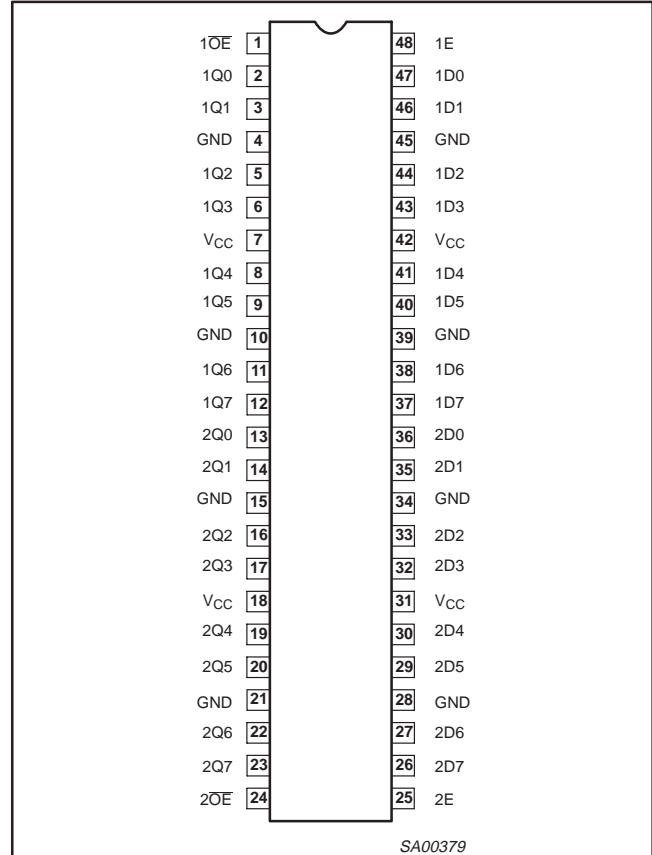 1O̅E̅ 1 48 1E
1Q0 2 47 1D0
1Q1 3 46 1D1
GND 4 45 GND
1Q2 5 44 1D2
1Q3 6 43 1D3
VCC 7 42 VCC
1Q4 8 41 1D4
1Q5 9 40 1D5
GND 10 39 GND
1Q6 11 38 1D6
1Q7 12 37 1D7
2Q0 13 36 2D0
2Q1 14 35 2D1
GND 15 34 GND
2Q2 16 33 2D2
2Q3 17 32 2D3
VCC 18 31 VCC
2Q4 19 30 2D4
2Q5 20 29 2D5
GND 21 28 GND
2Q6 22 27 2D6
2Q7 23 26 2D7
2O̅E̅ 24 25 2E
SA00379